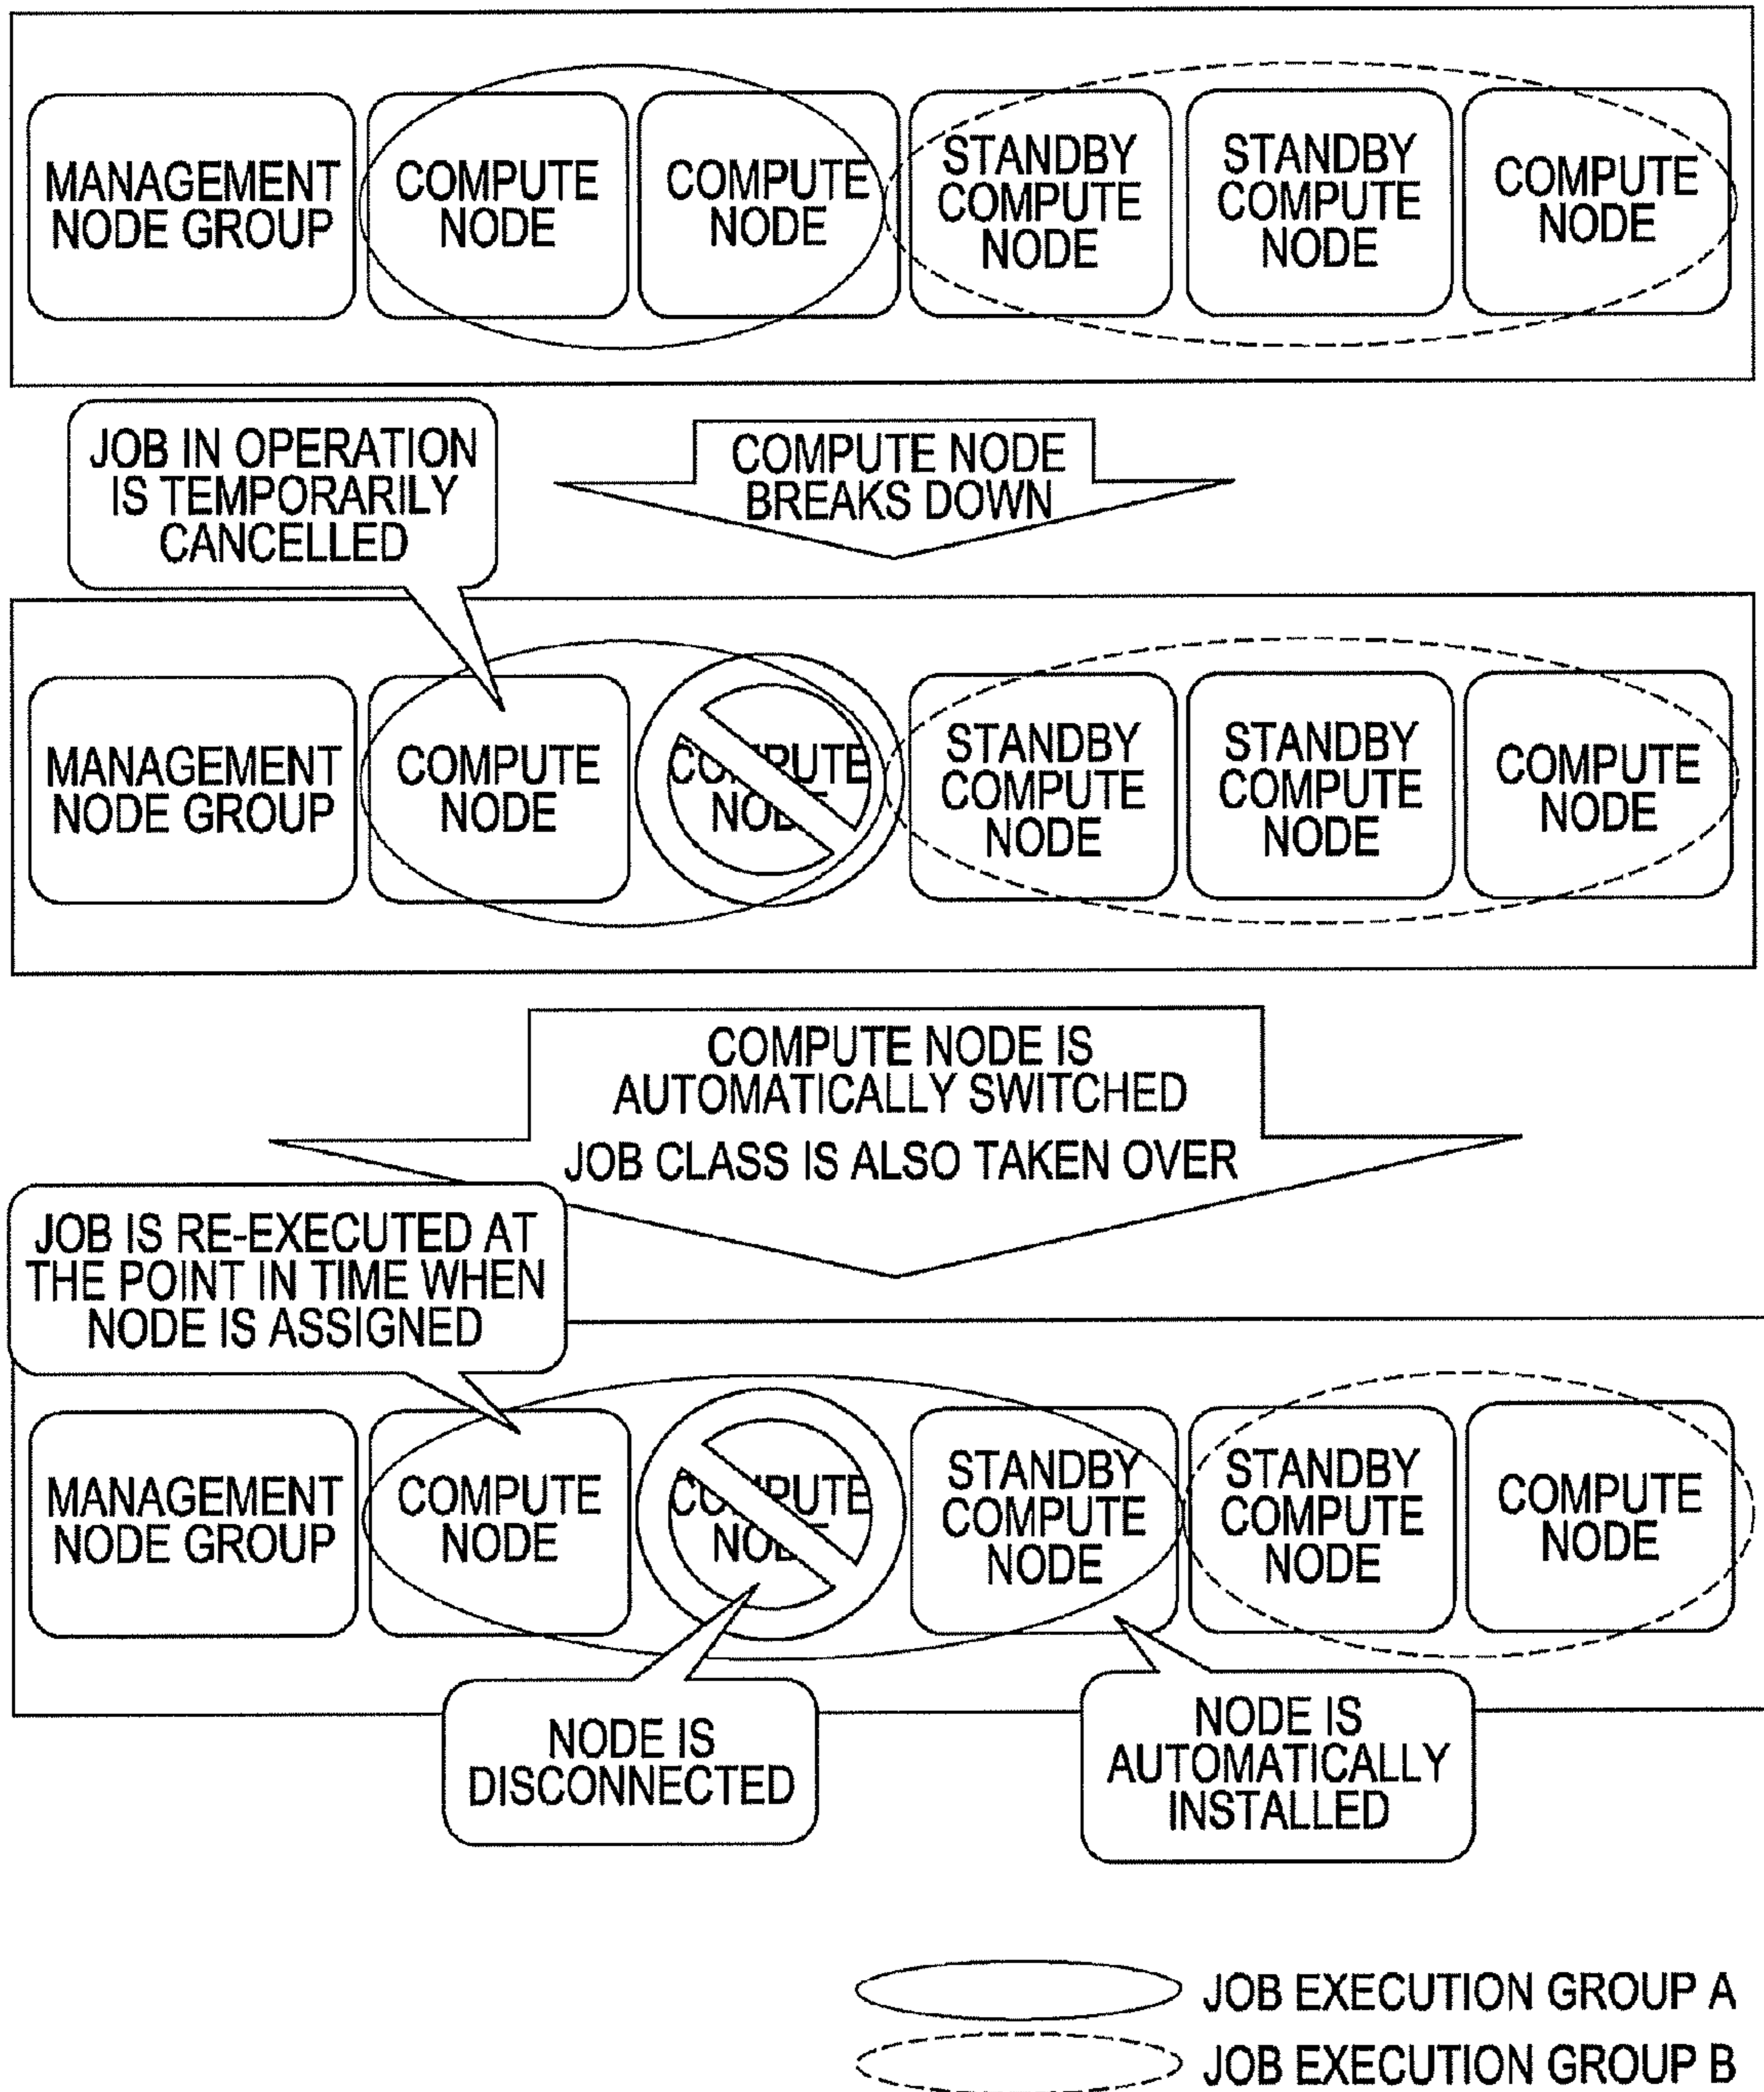 MANAGEMENT
NODE GROUP
COMPUTE
NODE
COMPUTE
NODE
STANDBY
COMPUTE
NODE
STANDBY
COMPUTE
NODE
COMPUTE
NODE
JOB IN OPERATION
IS TEMPORARILY
CANCELLED
COMPUTE NODE
BREAKS DOWN
MANAGEMENT
NODE GROUP
COMPUTE
NODE
COMPUTE
NODE
STANDBY
COMPUTE
NODE
STANDBY
COMPUTE
NODE
COMPUTE
NODE
COMPUTE NODE IS
AUTOMATICALLY SWITCHED
JOB CLASS IS ALSO TAKEN OVER
JOB IS RE-EXECUTED AT
THE POINT IN TIME WHEN
NODE IS ASSIGNED
MANAGEMENT
NODE GROUP
COMPUTE
NODE
COMPUTE
NODE
STANDBY
COMPUTE
NODE
STANDBY
COMPUTE
NODE
COMPUTE
NODE
NODE IS
DISCONNECTED
NODE IS
AUTOMATICALLY
INSTALLED
JOB EXECUTION GROUP A
JOB EXECUTION GROUP B